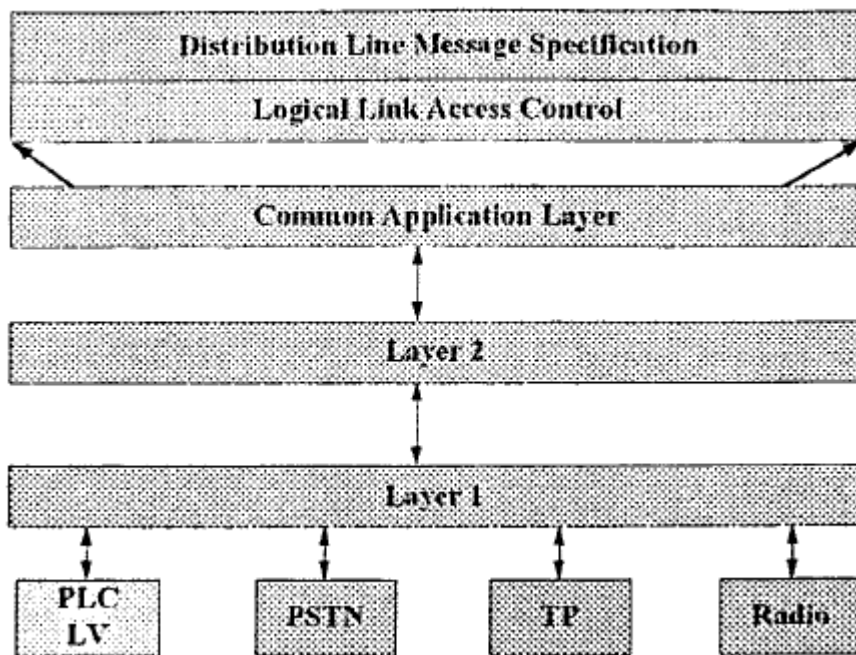 Distribution Line Message Specification
Logical Link Access Control
Common Application Layer
Layer 2
Layer 1
PLC
LV
PSTN
TP
Radio